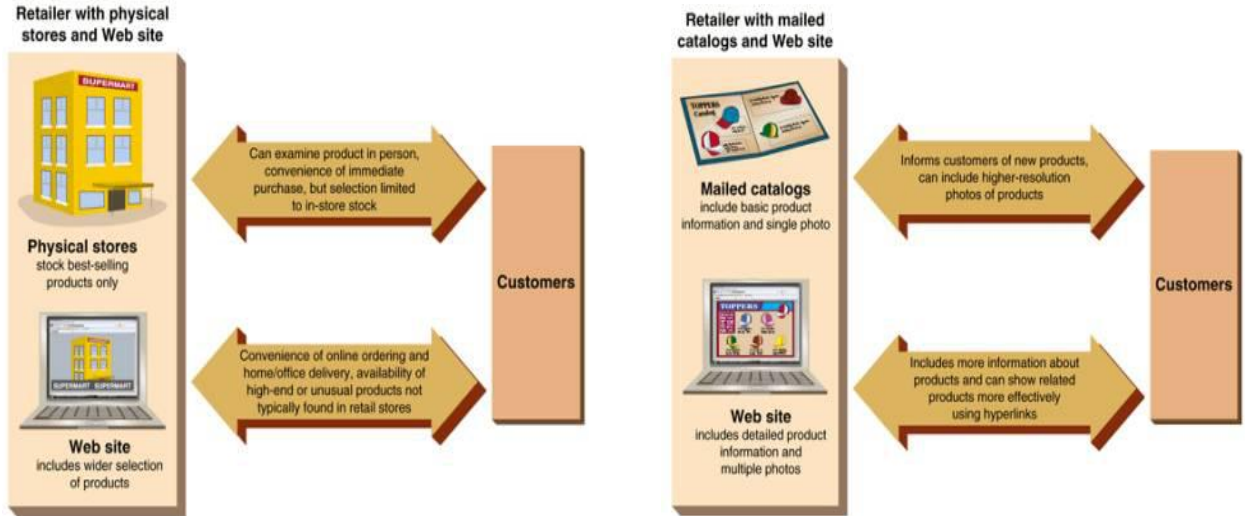 Retailer with physical
stores and Web site
SUPERMART
Physical stores
stock best-selling
products only
SUPERMART SUPERMART
Web site
includes wider selection
of products
Can examine product in person,
convenience of immediate
purchase, but selection limited
to in-store stock
Convenience of online ordering and
home/office delivery, availability of
high-end or unusual products not
typically found in retail stores
Customers
Retailer with mailed
catalogs and Web site
TOPPERS
Catalog
Mailed catalogs
include basic product
information and single photo
TOPPERS
Web site
includes detailed product
information and
multiple photos
Informs customers of new products,
can include higher-resolution
photos of products
Includes more information about
products and can show related
products more effectively
using hyperlinks
Customers